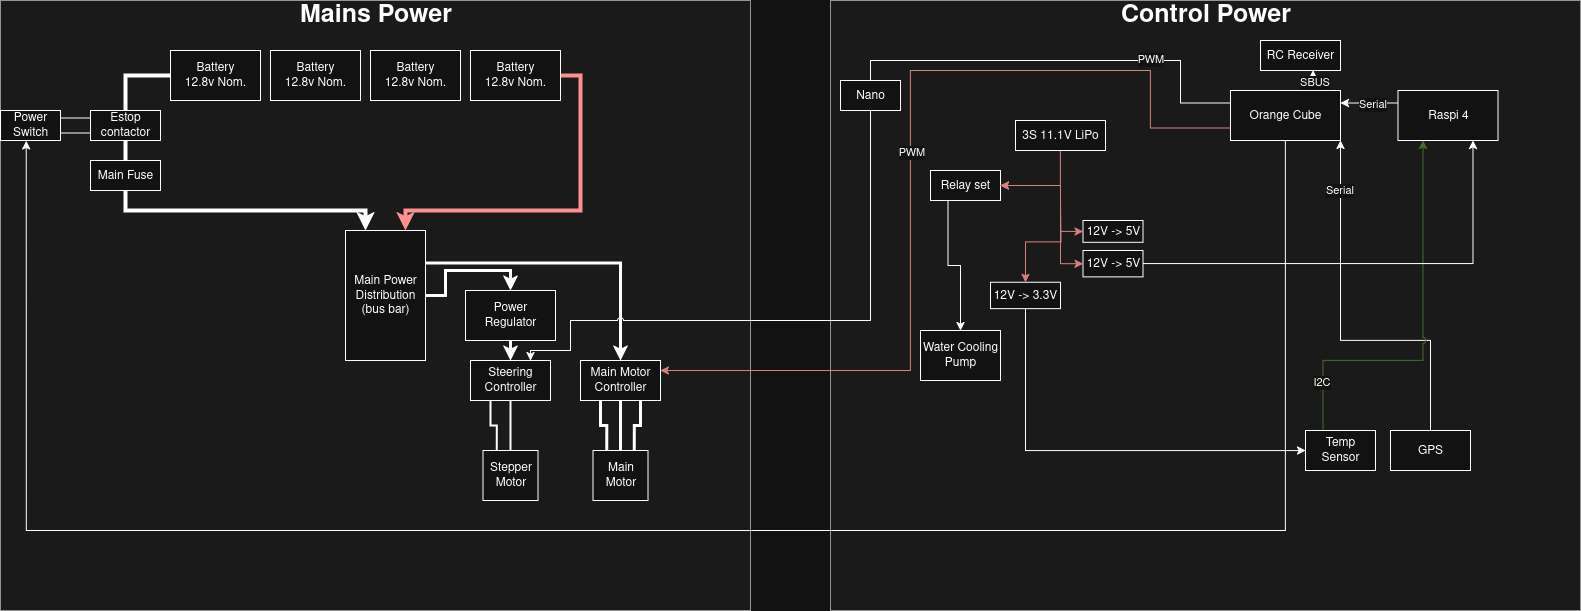 Mains Power
Battery
12.8v Nom.
Battery
12.8v Nom.
Battery
12.8v Nom.
Battery
12.8v Nom.
Power
Switch
Estop
contactor
Main Fuse
Main Power
Distribution
(bus bar)
Power
Regulator
Steering
Controller
Main Motor
Controller
Stepper
Motor
Main
Motor
Control Power
RC Receiver
SBUS
PWM
Nano
Orange Cube
Serial
Raspi 4
3S 11.1V LiPo
PWM
Relay set
Serial
12V -> 5V
12V -> 5V
12V -> 3.3V
Water Cooling
Pump
I2C
Temp
Sensor
GPS